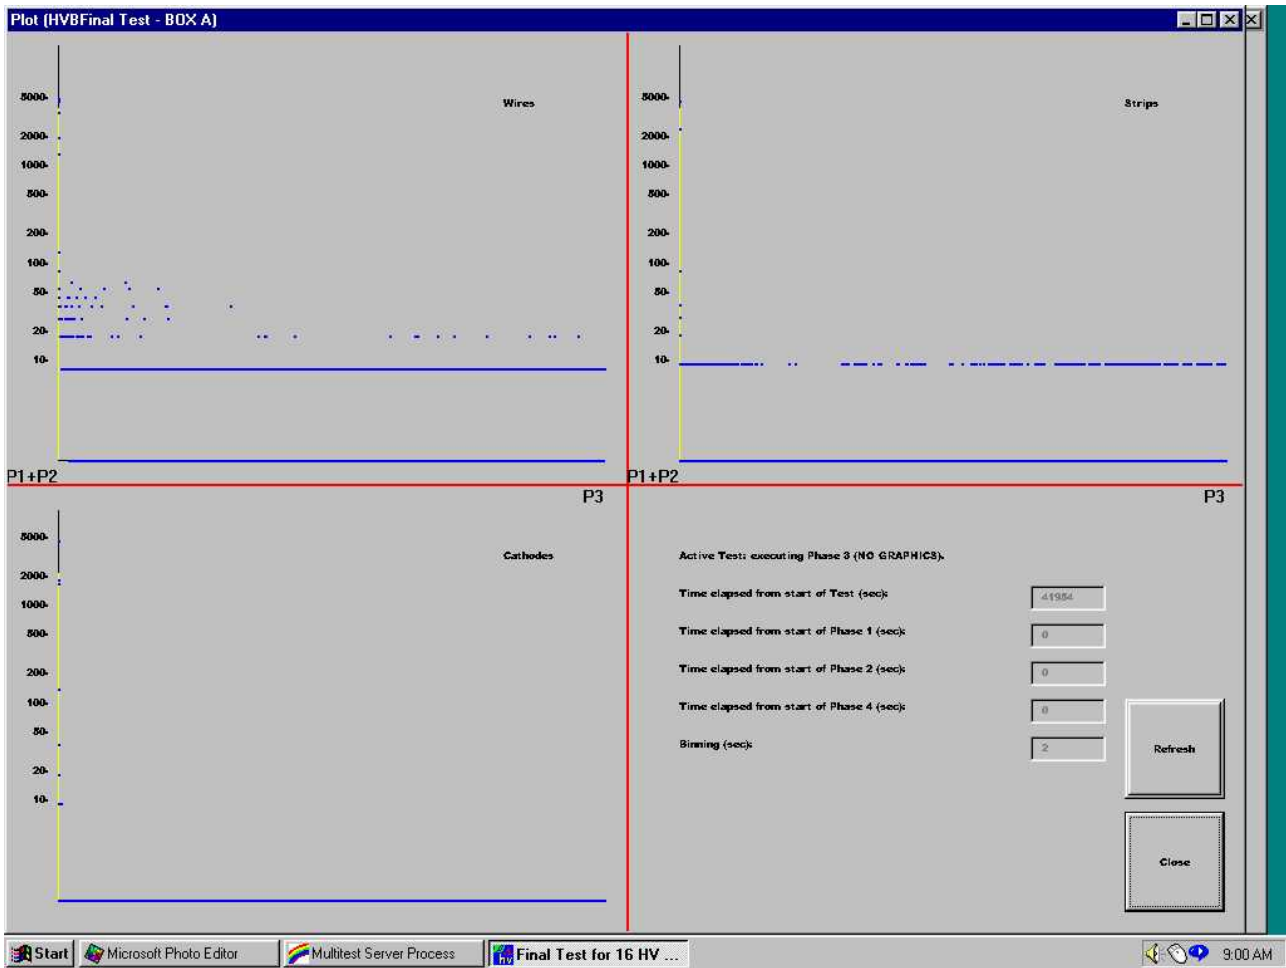 Plot (HVBFinal Test - BOX A)
5000-
2000-
1000-
500-
200-
100-
50-
20-
10-
Wires
P1+P2
P3
5000-
2000-
1000-
500-
200-
100-
50-
20-
10-
Strips
P1+P2
P3
5000-
2000-
1000-
500-
200-
100-
50-
20-
10-
Cathodes
Active Test: executing Phase 3 (NO GRAPHICS).
Time elapsed from start of Test (sec): 41984
Time elapsed from start of Phase 1 (sec): 0
Time elapsed from start of Phase 2 (sec): 0
Time elapsed from start of Phase 4 (sec): 0
Binning (sec): 2
Refresh
Close
Start
Microsoft Photo Editor
Multitest Server Process
hv
Final Test for 16 HV ...
9:00 AM